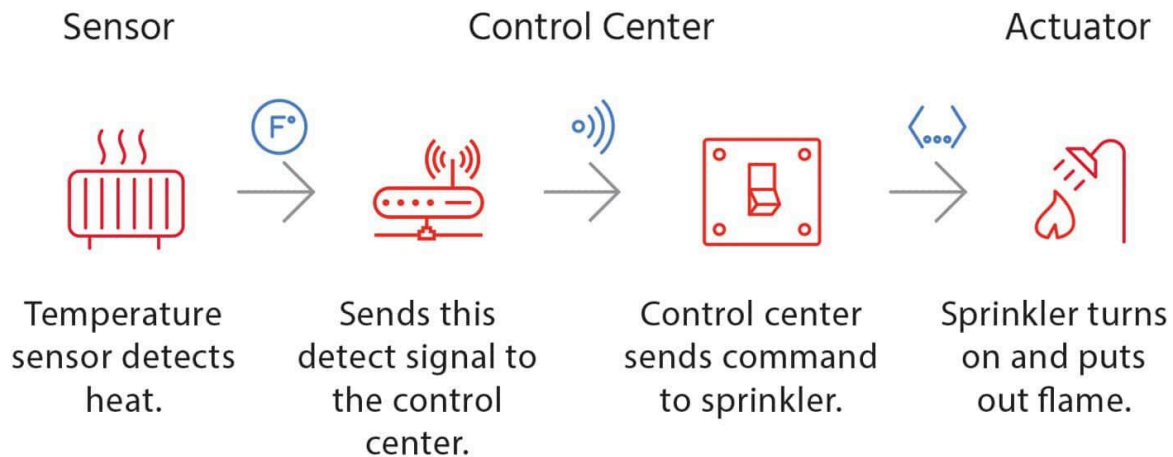 Sensor
Control Center
Actuator
F°
Temperature
sensor detects
heat.
Sends this
detect signal to
the control
center.
Control center
sends command
to sprinkler.
Sprinkler turns
on and puts
out flame.